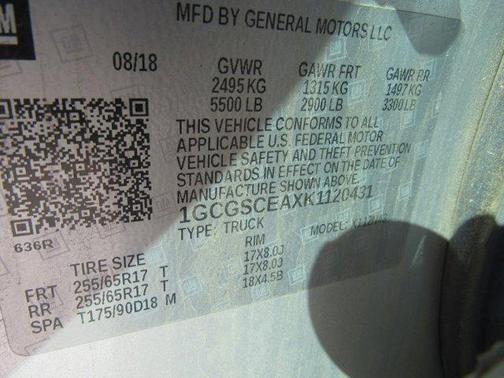 GM
MFD BY GENERAL MOTORS LLC
08/18 GVWR GAWR FRT GAWR RR
2495 KG 1315 KG 1497 KG
5500 LB 2900 LB 3300 LB
THIS VEHICLE CONFORMS TO ALL
APPLICABLE U.S. FEDERAL MOTOR
VEHICLE SAFETY AND THEFT PREVENTION
STANDARDS IN EFFECT ON THE DATE OF
MANUFACTURE SHOWN ABOVE.
1GCGSCEAXK1120431
TYPE: TRUCK MODEL:
636R
TIRE SIZE RIM
FRT 255/65R17 T 17X8.0J
RR 255/65R17 T 17X8.0J
SPA T175/90D18 M 18X4.5B